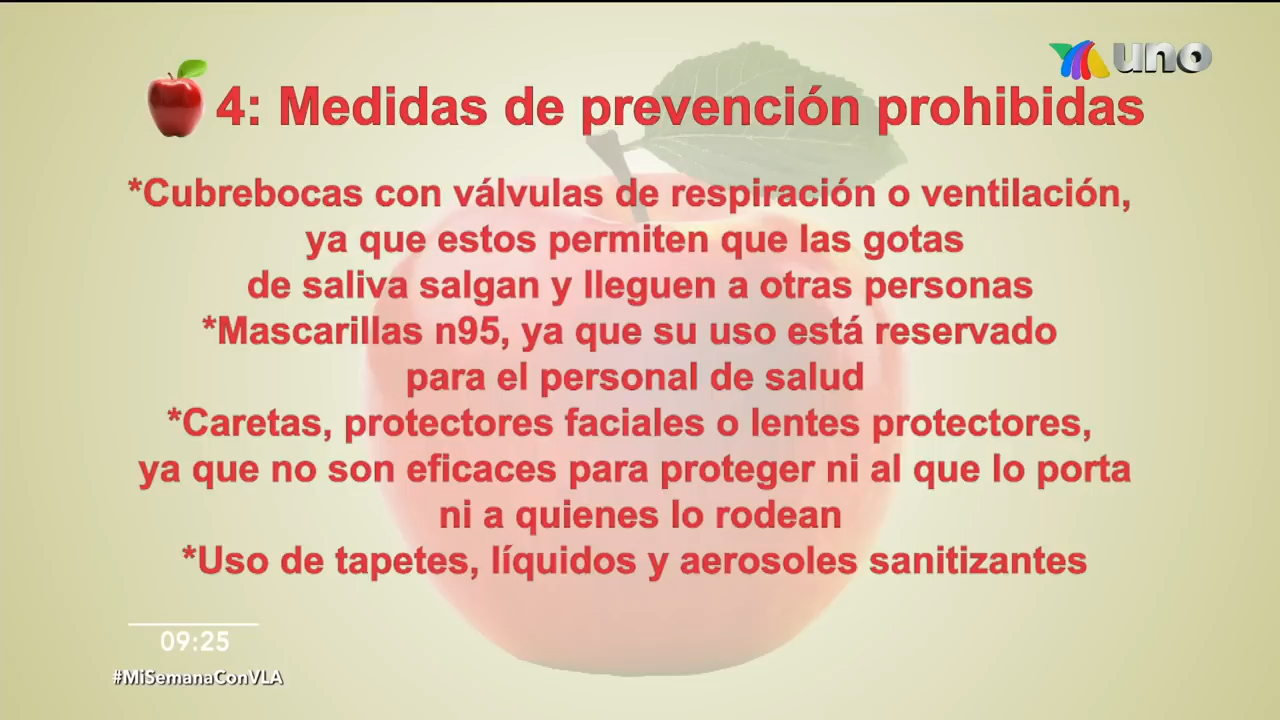 uno
4: Medidas de prevención prohibidas
*Cubrebocas con válvulas de respiración o ventilación,
ya que estos permiten que las gotas
de saliva salgan y lleguen a otras personas
*Mascarillas n95, ya que su uso está reservado
para el personal de salud
*Caretas, protectores faciales o lentes protectores,
ya que no son eficaces para proteger ni al que lo porta
ni a quienes lo rodean
*Uso de tapetes, líquidos y aerosoles sanitizantes
09:25
#MiSemanaConVLA